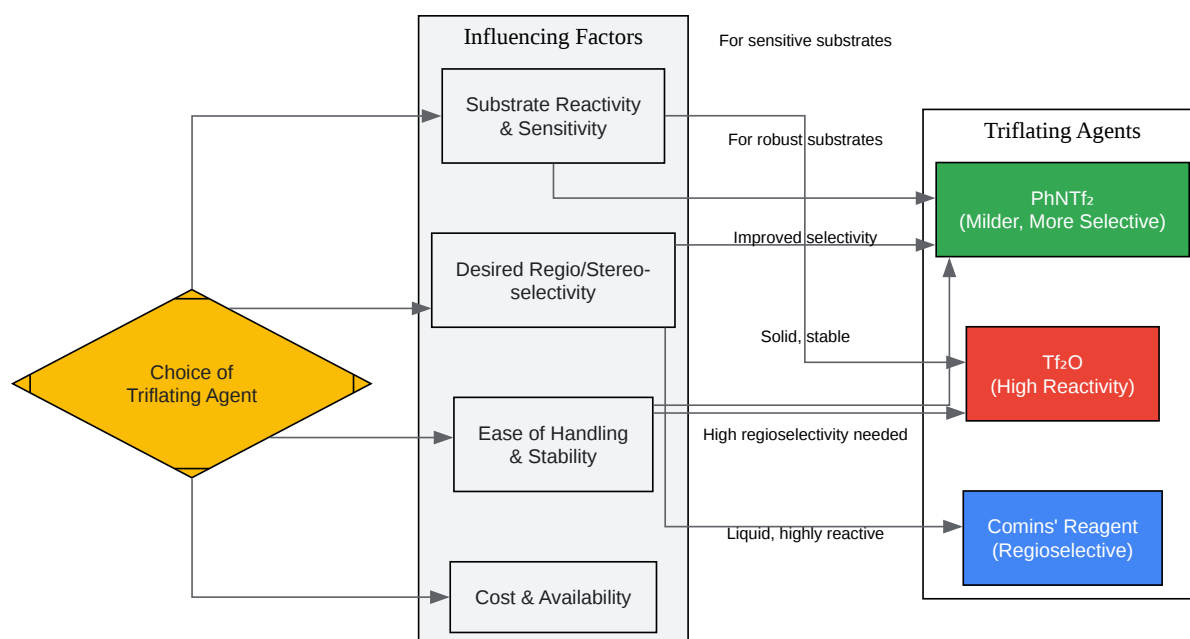 Influencing Factors
Substrate Reactivity
& Sensitivity
Desired Regio/Stereo-
selectivity
Ease of Handling
& Stability
Cost & Availability
Choice of
Triflating Agent
For sensitive substrates
For robust substrates
Improved selectivity
Solid, stable
High regioselectivity needed
Liquid, highly reactive
Triflating Agents
PhNTf₂
(Milder, More Selective)
Tf₂O
(High Reactivity)
Comins' Reagent
(Regioselective)